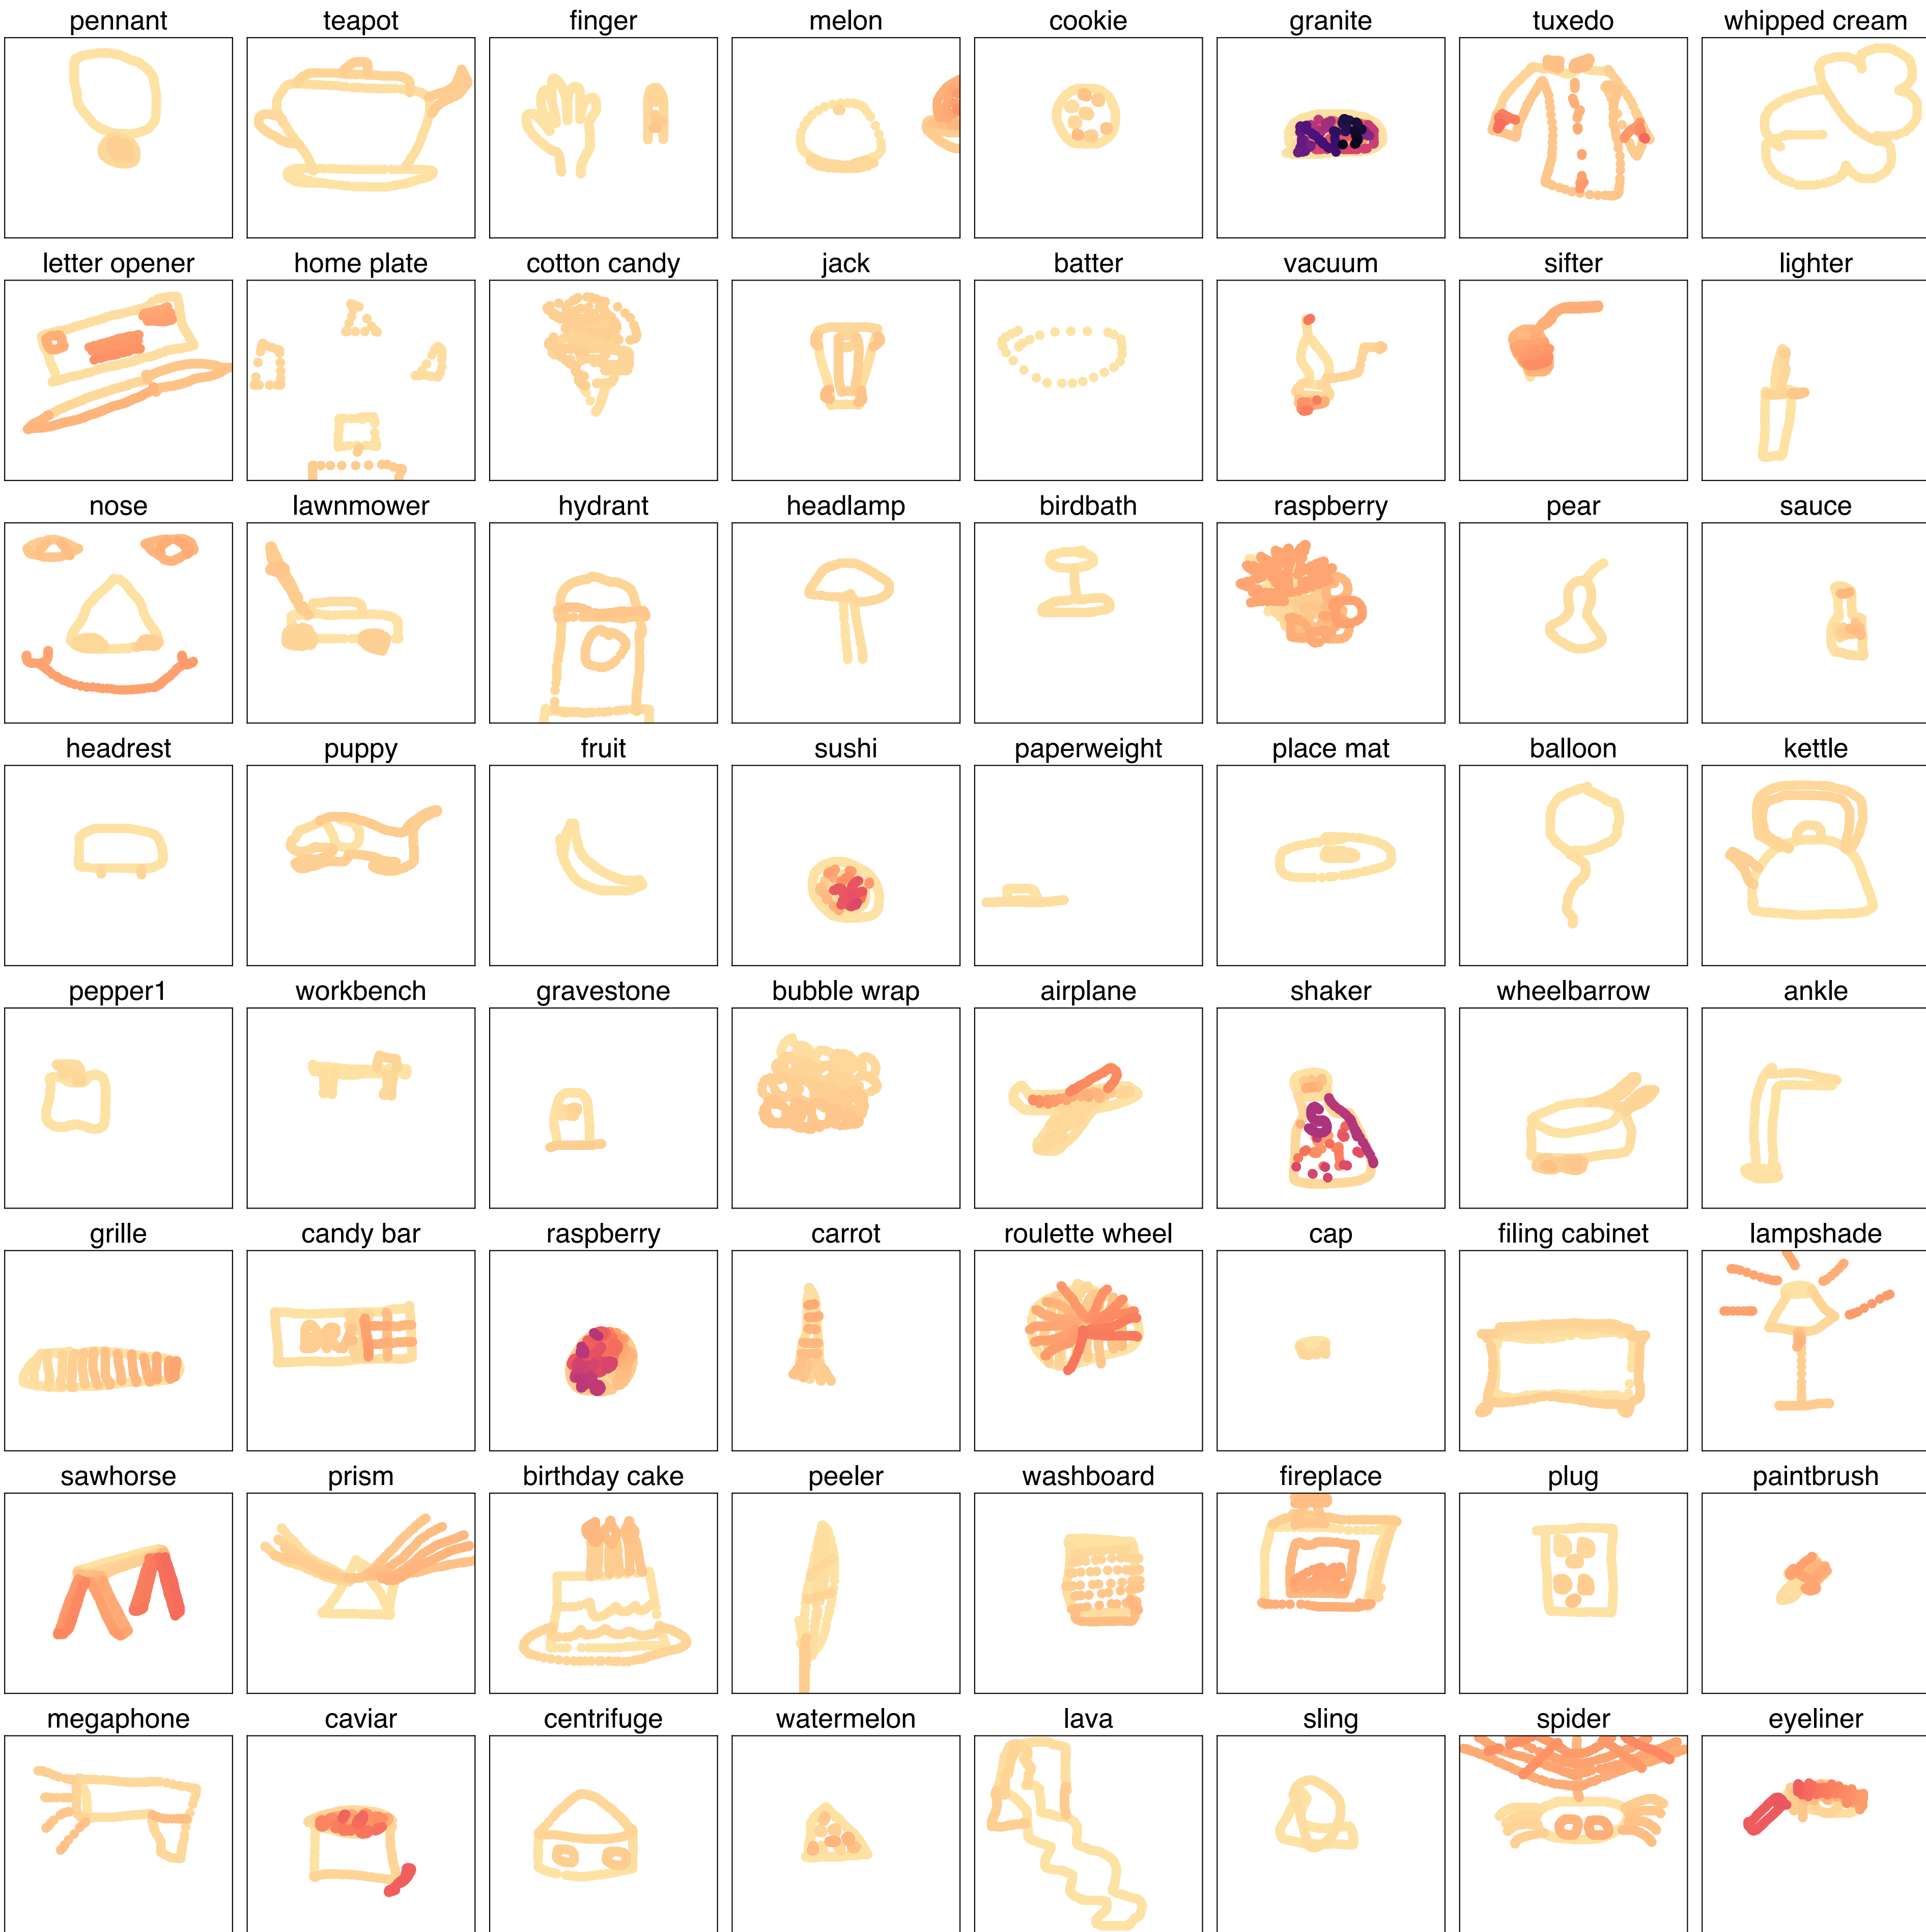 pennant teapot finger melon cookie granite tuxedo whipped cream
letter opener home plate cotton candy jack batter vacuum sifter lighter
nose lawnmower hydrant headlamp birdbath raspberry pear sauce
headrest puppy fruit sushi paperweight place mat balloon kettle
pepper1 workbench gravestone bubble wrap airplane shaker wheelbarrow ankle
grille candy bar raspberry carrot roulette wheel cap filing cabinet lampshade
sawhorse prism birthday cake peeler washboard fireplace plug paintbrush
megaphone caviar centrifuge watermelon lava sling spider eyeliner